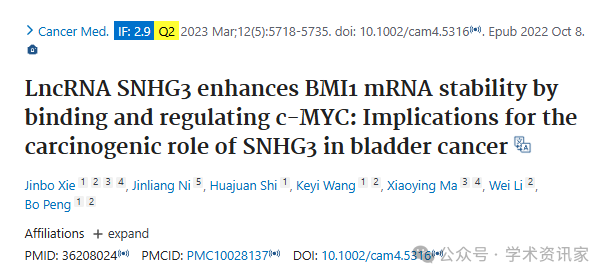 Cancer Med. IF: 2.9 Q2 2023 Mar;12(5):5718-5735. doi: 10.1002/cam4.5316. Epub 2022 Oct 8.
LncRNA SNHG3 enhances BMI1 mRNA stability by
binding and regulating c-MYC: Implications for the
carcinogenic role of SNHG3 in bladder cancer
Jinbo Xie 1 2 3 4, Jinliang Ni 5, Huajuan Shi 1, Keyi Wang 1 2, Xiaoying Ma 3 4, Wei Li 2,
Bo Peng 1 2
Affiliations + expand
PMID: 36208024 PMCID: PMC10028137 DOI: 10.1002/cam4.5316
公众号 · 学术资讯家